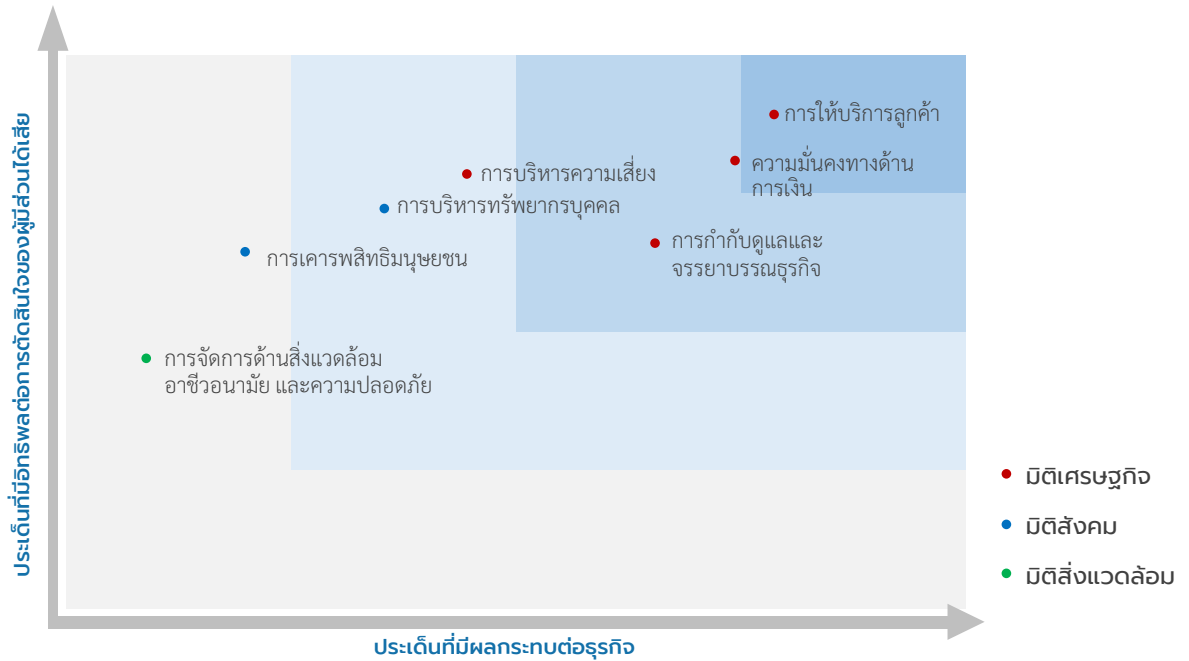 ประเด็นที่มีอิทธิพลต่อการตัดสินใจของผู้มีส่วนได้เสีย
การให้บริการลูกค้า
ความมั่นคงทางด้าน
การเงิน
การบริหารความเสี่ยง
การบริหารทรัพยากรบุคคล
การกำกับดูแลและ
จรรยาบรรณธุรกิจ
การเคารพสิทธิมนุษยชน
การจัดการด้านสิ่งแวดล้อม
อาชีวอนามัย และความปลอดภัย
มิติเศรษฐกิจ
มิติสังคม
มิติสิ่งแวดล้อม
ประเด็นที่มีผลกระทบต่อธุรกิจ